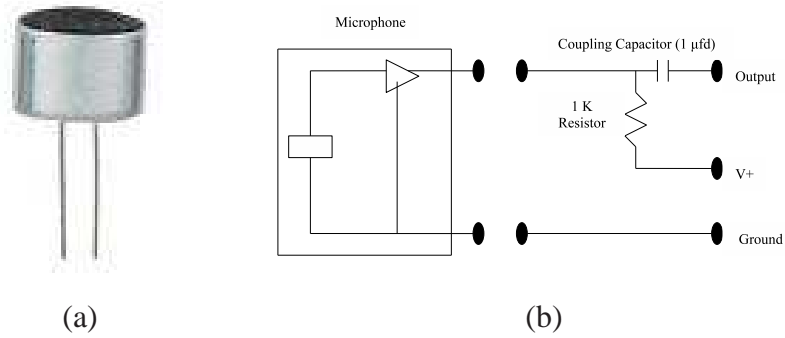 Microphone
Coupling Capacitor (1 μfd)
Output
1 K
Resistor
V+
Ground
(a)
(b)